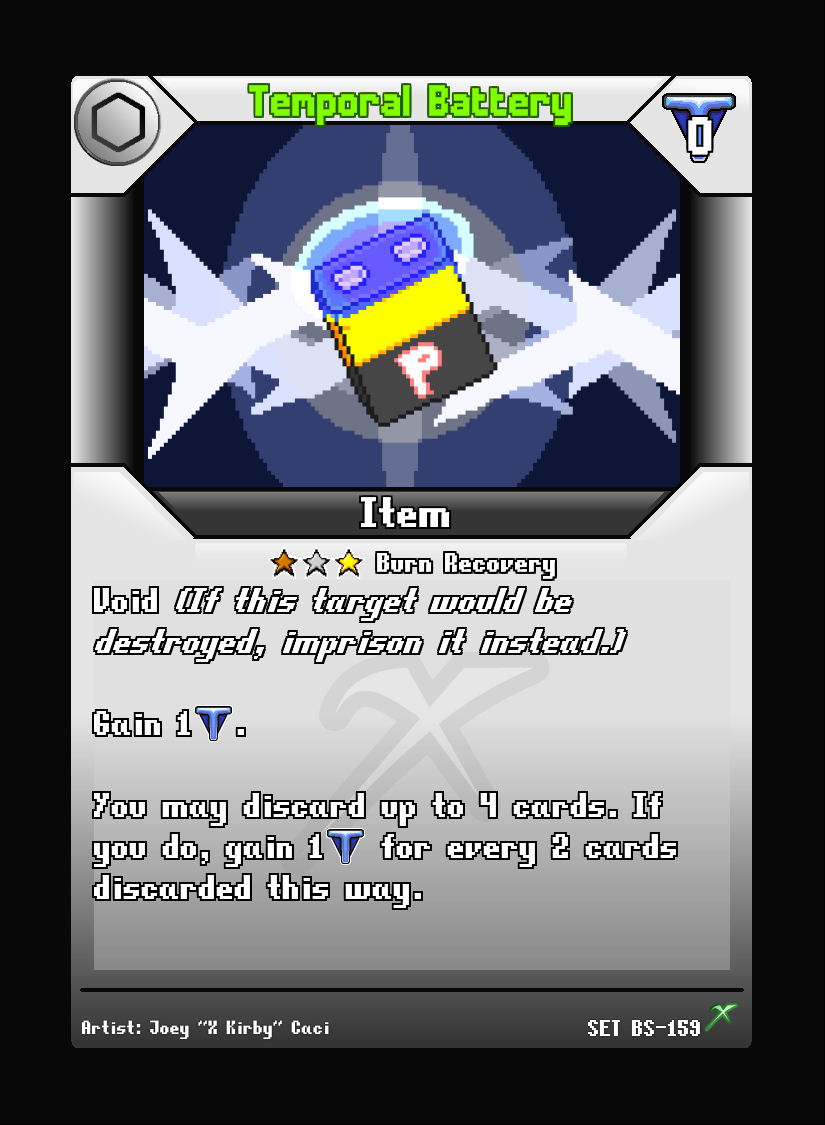 Temporal Battery
0
P
Item
Burn Recovery
Void (If this target would be
destroyed, imprison it instead.)
Gain 1T.
You may discard up to 4 cards. If
you do, gain 1T for every 2 cards
discarded this way.
Artist: Joey "X Kirby" Caci
SET BS-159